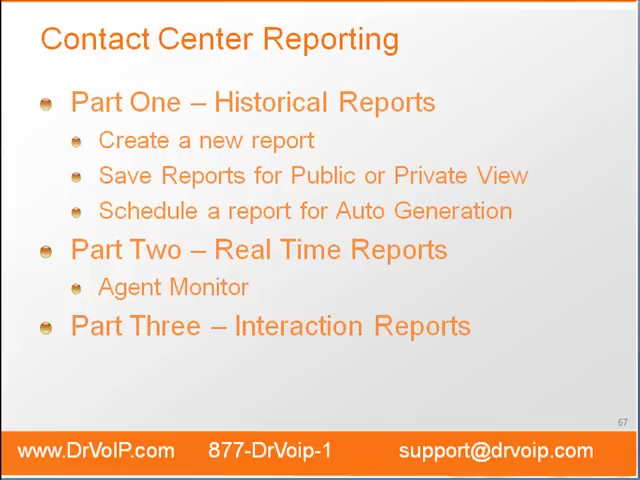 Contact Center Reporting
Part One – Historical Reports
Create a new report
Save Reports for Public or Private View
Schedule a report for Auto Generation
Part Two – Real Time Reports
Agent Monitor
Part Three – Interaction Reports
67
www.DrVoIP.com 877-DrVoip-1 support@drvoip.com